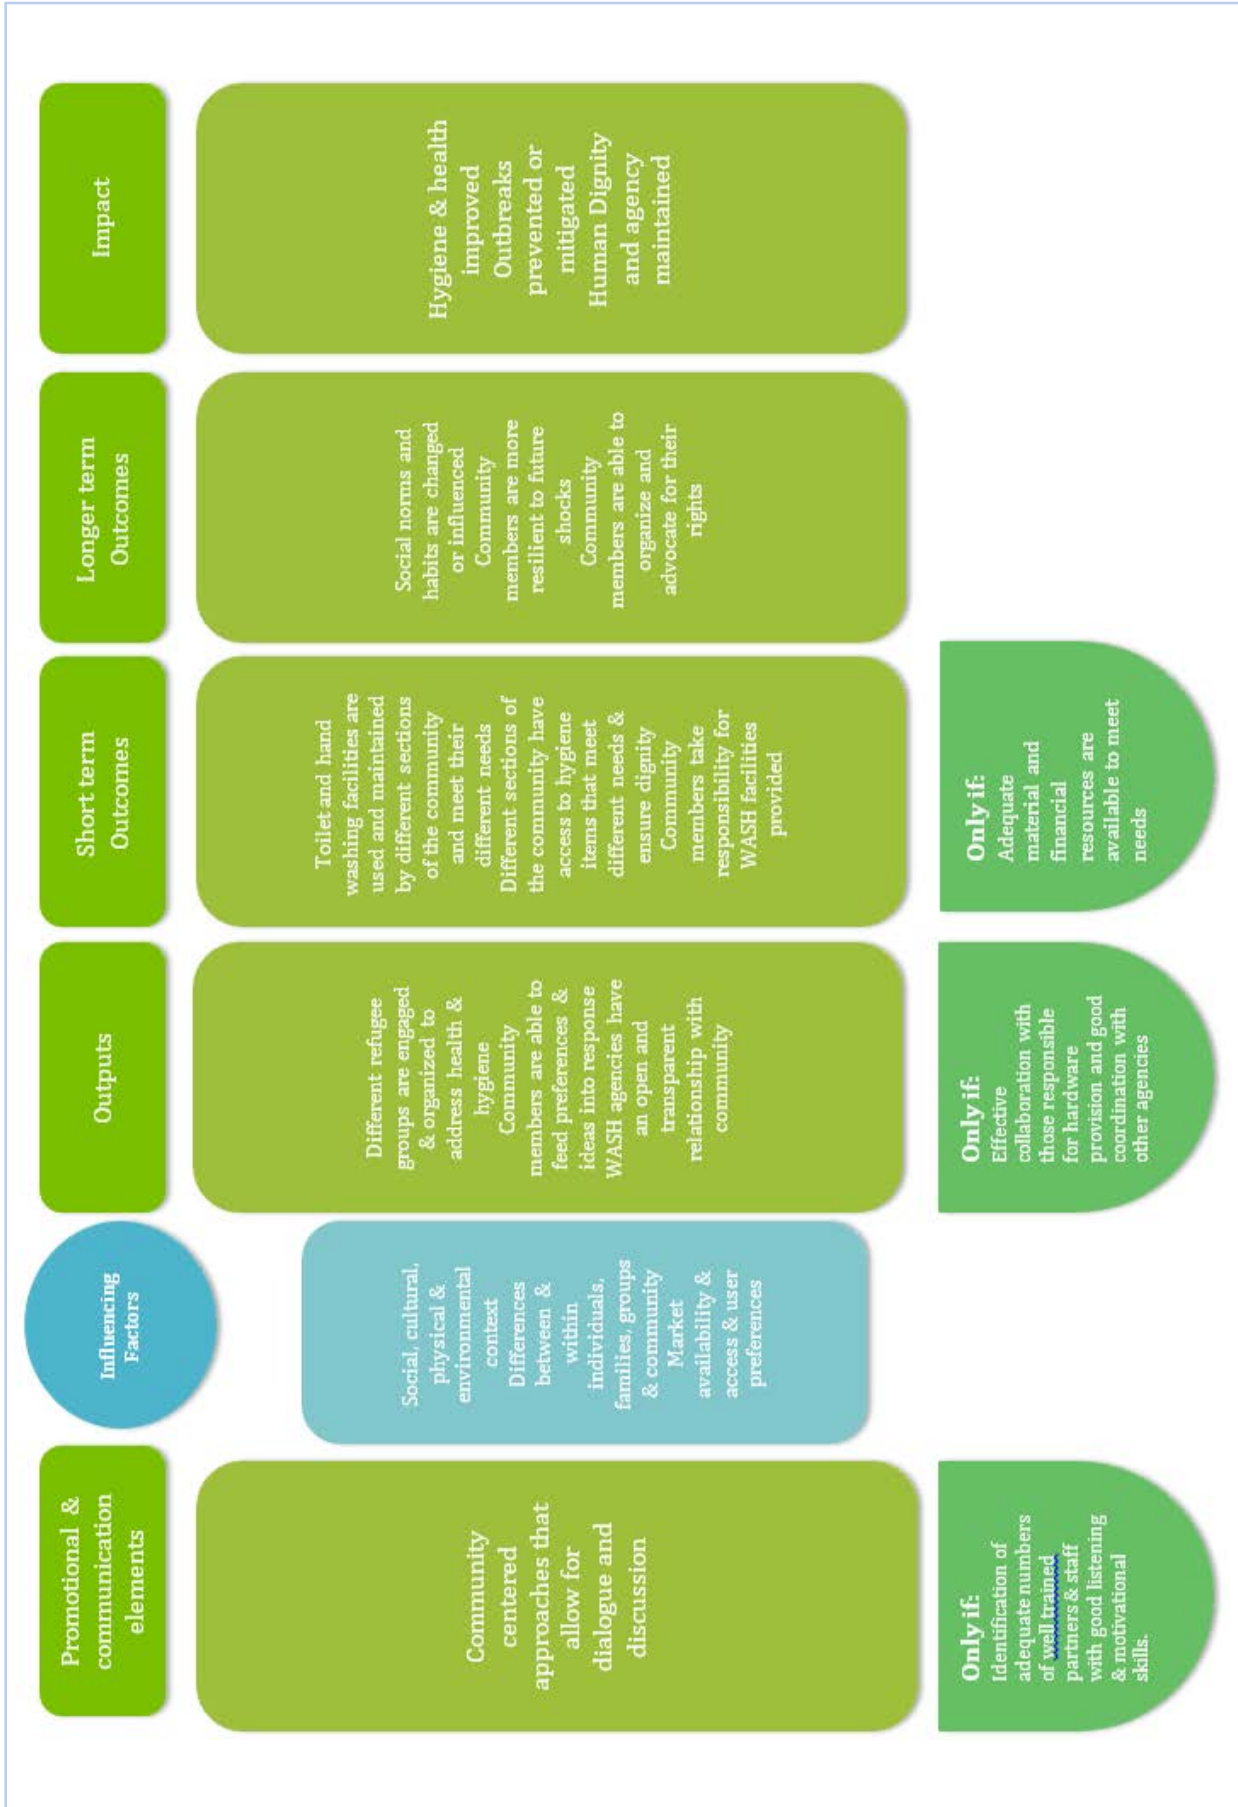 Promotional &
communication
elements
Influencing
Factors
Outputs
Short term
Outcomes
Longer term
Outcomes
Impact
Community
centered
approaches that
allow for
dialogue and
discussion
Social, cultural,
physical &
environmental
context
Differences
between &
within
individuals,
families, groups
& community
Market
availability &
access & user
preferences
Different refugee
groups are engaged
& organized to
address health &
hygiene
Community
members are able to
feed preferences &
ideas into response
WASH agencies have
an open and
transparent
relationship with
community
Toilet and hand
washing facilities are
used and maintained
by different sections
of the community
and meet their
different needs
Different sections of
the community have
access to hygiene
items that meet
different needs &
ensure dignity
Community
members take
responsibility for
WASH facilities
provided
Social norms and
habits are changed
or influenced
Community
members are more
resilient to future
shocks
Community
members are able to
organize and
advocate for their
rights
Hygiene & health
improved
Outbreaks
prevented or
mitigated
Human Dignity
and agency
maintained
Only if:
Identification of
adequate numbers
of well trained
partners & staff
with good listening
& motivational
skills.
Only if:
Effective
collaboration with
those responsible
for hardware
provision and good
coordination with
other agencies
Only if:
Adequate
material and
financial
resources are
available to meet
needs